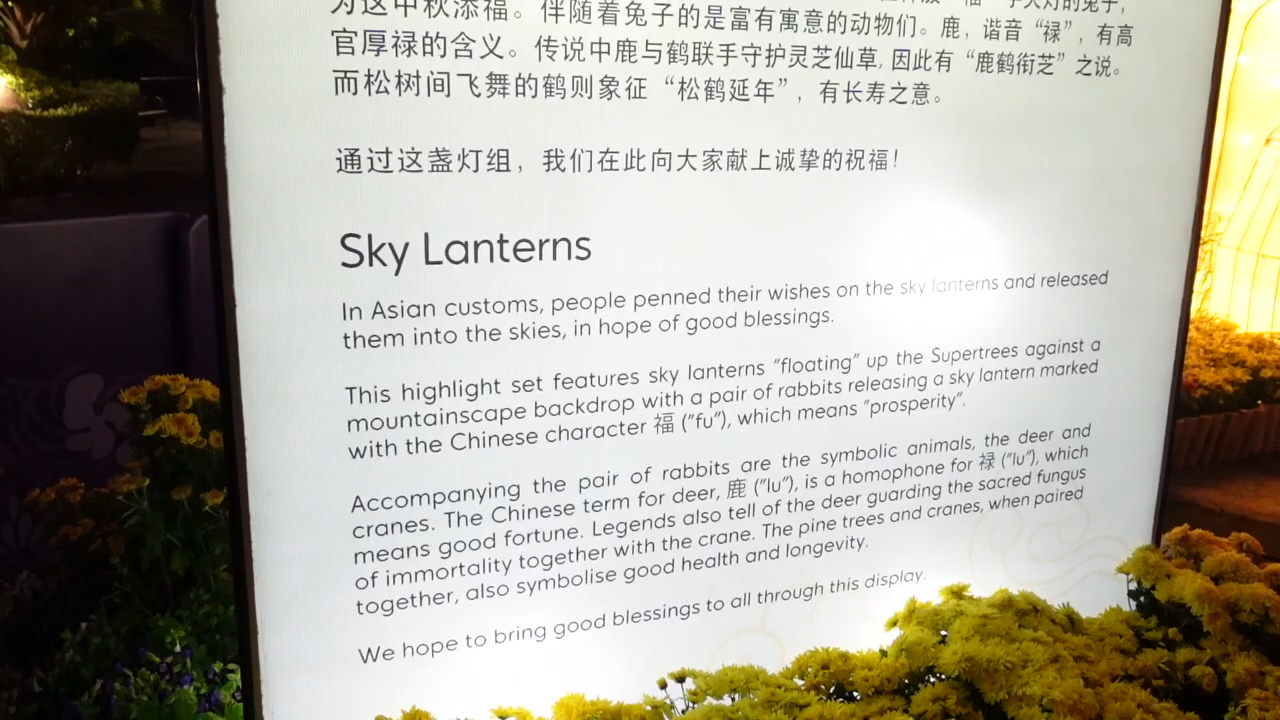 为这中秋添福。伴随着兔子的是富有寓意的动物们。鹿，谐音“禄”，有高
官厚禄的含义。传说中鹿与鹤联手守护灵芝仙草, 因此有“鹿鹤衔芝”之说。
而松树间飞舞的鹤则象征“松鹤延年”，有长寿之意。
通过这盏灯组，我们在此向大家献上诚挚的祝福！
Sky Lanterns
In Asian customs, people penned their wishes on the sky lanterns and released
them into the skies, in hope of good blessings.
This highlight set features sky lanterns "floating" up the Supertrees against a
mountainscape backdrop with a pair of rabbits releasing a sky lantern marked
with the Chinese character 福 ("fu"), which means "prosperity".
Accompanying the pair of rabbits are the symbolic animals, the deer and
cranes. The Chinese term for deer, 鹿 ("lu"), is a homophone for 禄 ("lu"), which
means good fortune. Legends also tell of the deer guarding the sacred fungus
of immortality together with the crane. The pine trees and cranes, when paired
together, also symbolise good health and longevity.
We hope to bring good blessings to all through this display.